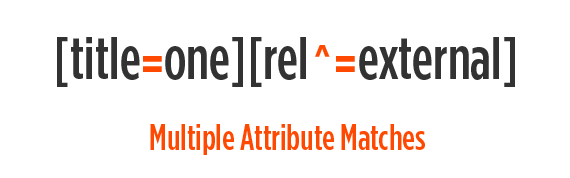 [title=one][rel^=external]
Multiple Attribute Matches